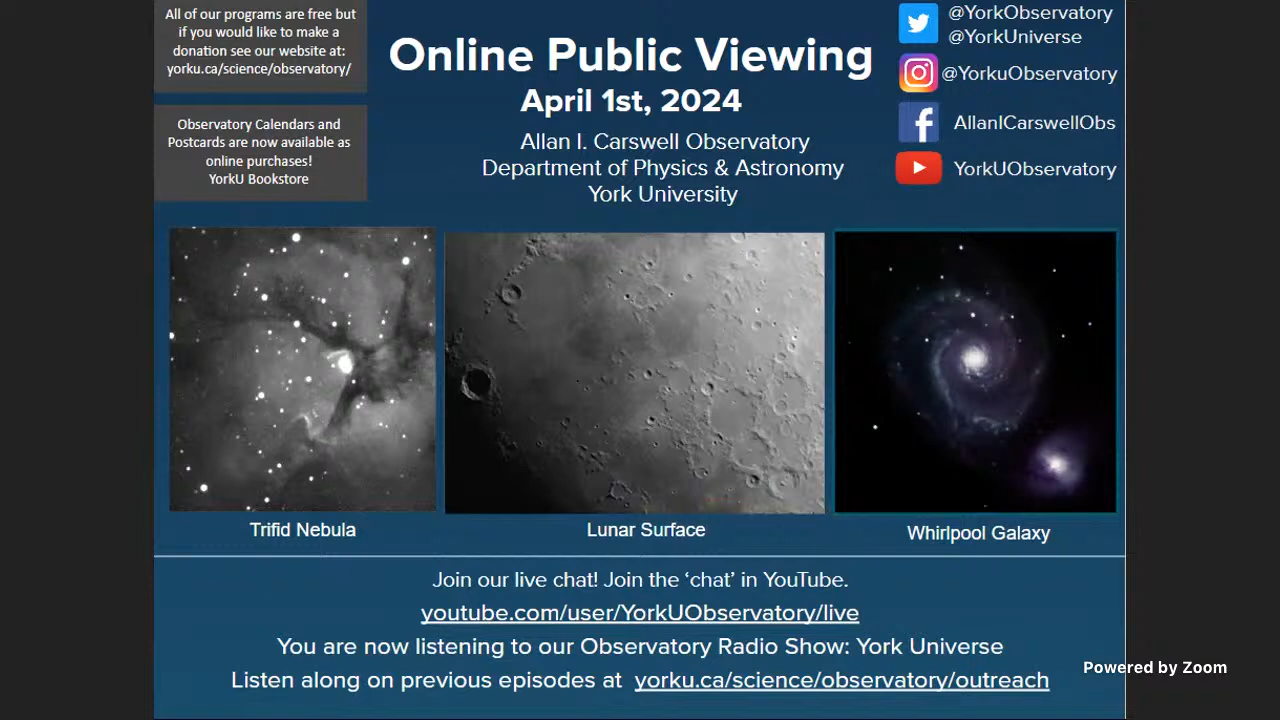 All of our programs are free but
if you would like to make a
donation see our website at:
yorku.ca/science/observatory/
Observatory Calendars and
Postcards are now available as
online purchases!
YorkU Bookstore
Online Public Viewing
April 1st, 2024
Allan I. Carswell Observatory
Department of Physics & Astronomy
York University
@YorkObservatory
@YorkUniverse
@YorkuObservatory
AllanICarswellObs
YorkUObservatory
Trifid Nebula
Lunar Surface
Whirlpool Galaxy
Join our live chat! Join the ‘chat’ in YouTube.
youtube.com/user/YorkUObservatory/live
You are now listening to our Observatory Radio Show: York Universe
Listen along on previous episodes at yorku.ca/science/observatory/outreach
Powered by Zoom